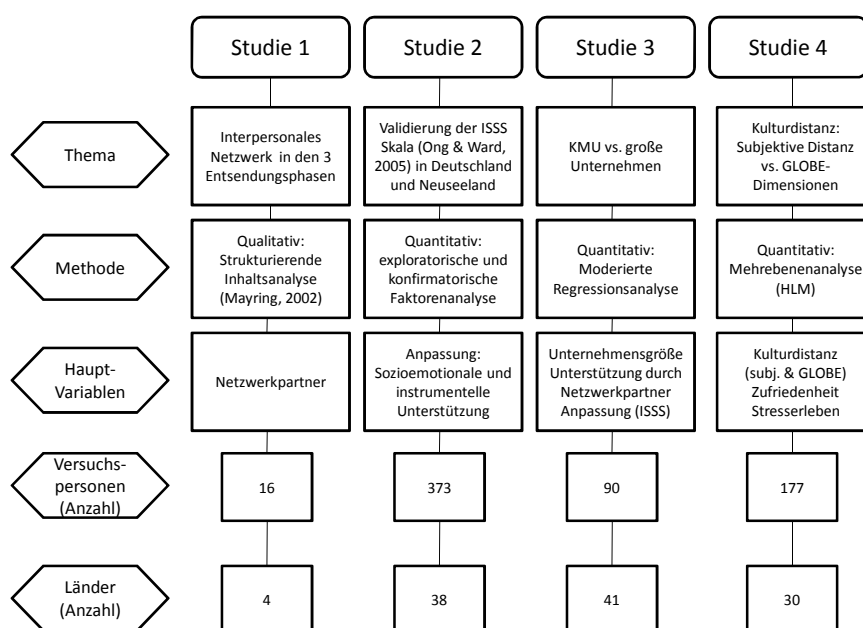 Studie 1
Studie 2
Studie 3
Studie 4
Thema
Interpersonales
Netzwerk in den 3
Entsendungsphasen
Validierung der ISSS
Skala (Ong & Ward,
2005) in Deutschland
und Neuseeland
KMU vs. große
Unternehmen
Kulturdistanz:
Subjektive Distanz
vs. GLOBE-
Dimensionen
Methode
Qualitativ:
Strukturierende
Inhaltsanalyse
(Mayring, 2002)
Quantitativ:
exploratorische und
konfirmatorische
Faktorenanalyse
Quantitativ:
Moderierte
Regressionsanalyse
Quantitativ:
Mehrebenenanalyse
(HLM)
Haupt-
Variablen
Netzwerkpartner
Anpassung:
Sozioemotionale und
instrumentelle
Unterstützung
Unternehmensgröße
Unterstützung durch
Netzwerkpartner
Anpassung (ISSS)
Kulturdistanz
(subj. & GLOBE)
Zufriedenheit
Stresserleben
Versuchs-
personen
(Anzahl)
16
373
90
177
Länder
(Anzahl)
4
38
41
30